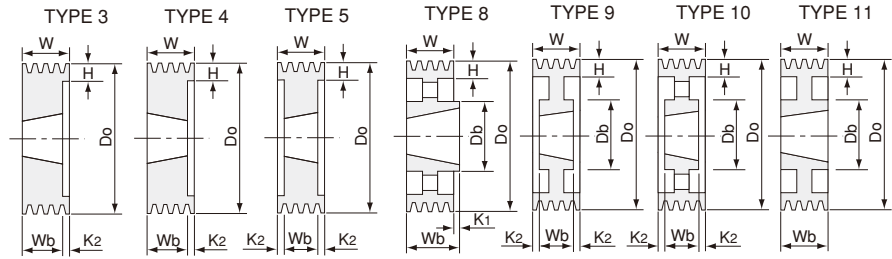 TYPE 3 TYPE 4 TYPE 5 TYPE 8 TYPE 9 TYPE 10 TYPE 11
W W W W W W W
H H H H H H H
Do Do Do Db Do Db Do Db Do Db Do
K1
Wb K2 Wb K2 K2 Wb K2 Wb K2 Wb K2 K2 Wb K2 Wb